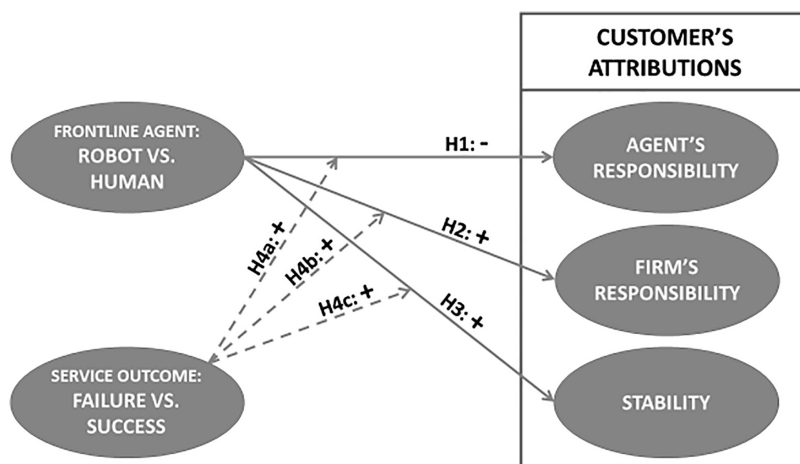 CUSTOMER'S
ATTRIBUTIONS
FRONTLINE AGENT:
ROBOT VS.
HUMAN
H1: -
AGENT'S
RESPONSIBILITY
H2: +
H4a: +
H4b: +
H4c: +
H3: +
FIRM'S
RESPONSIBILITY
SERVICE OUTCOME:
FAILURE VS.
SUCCESS
STABILITY